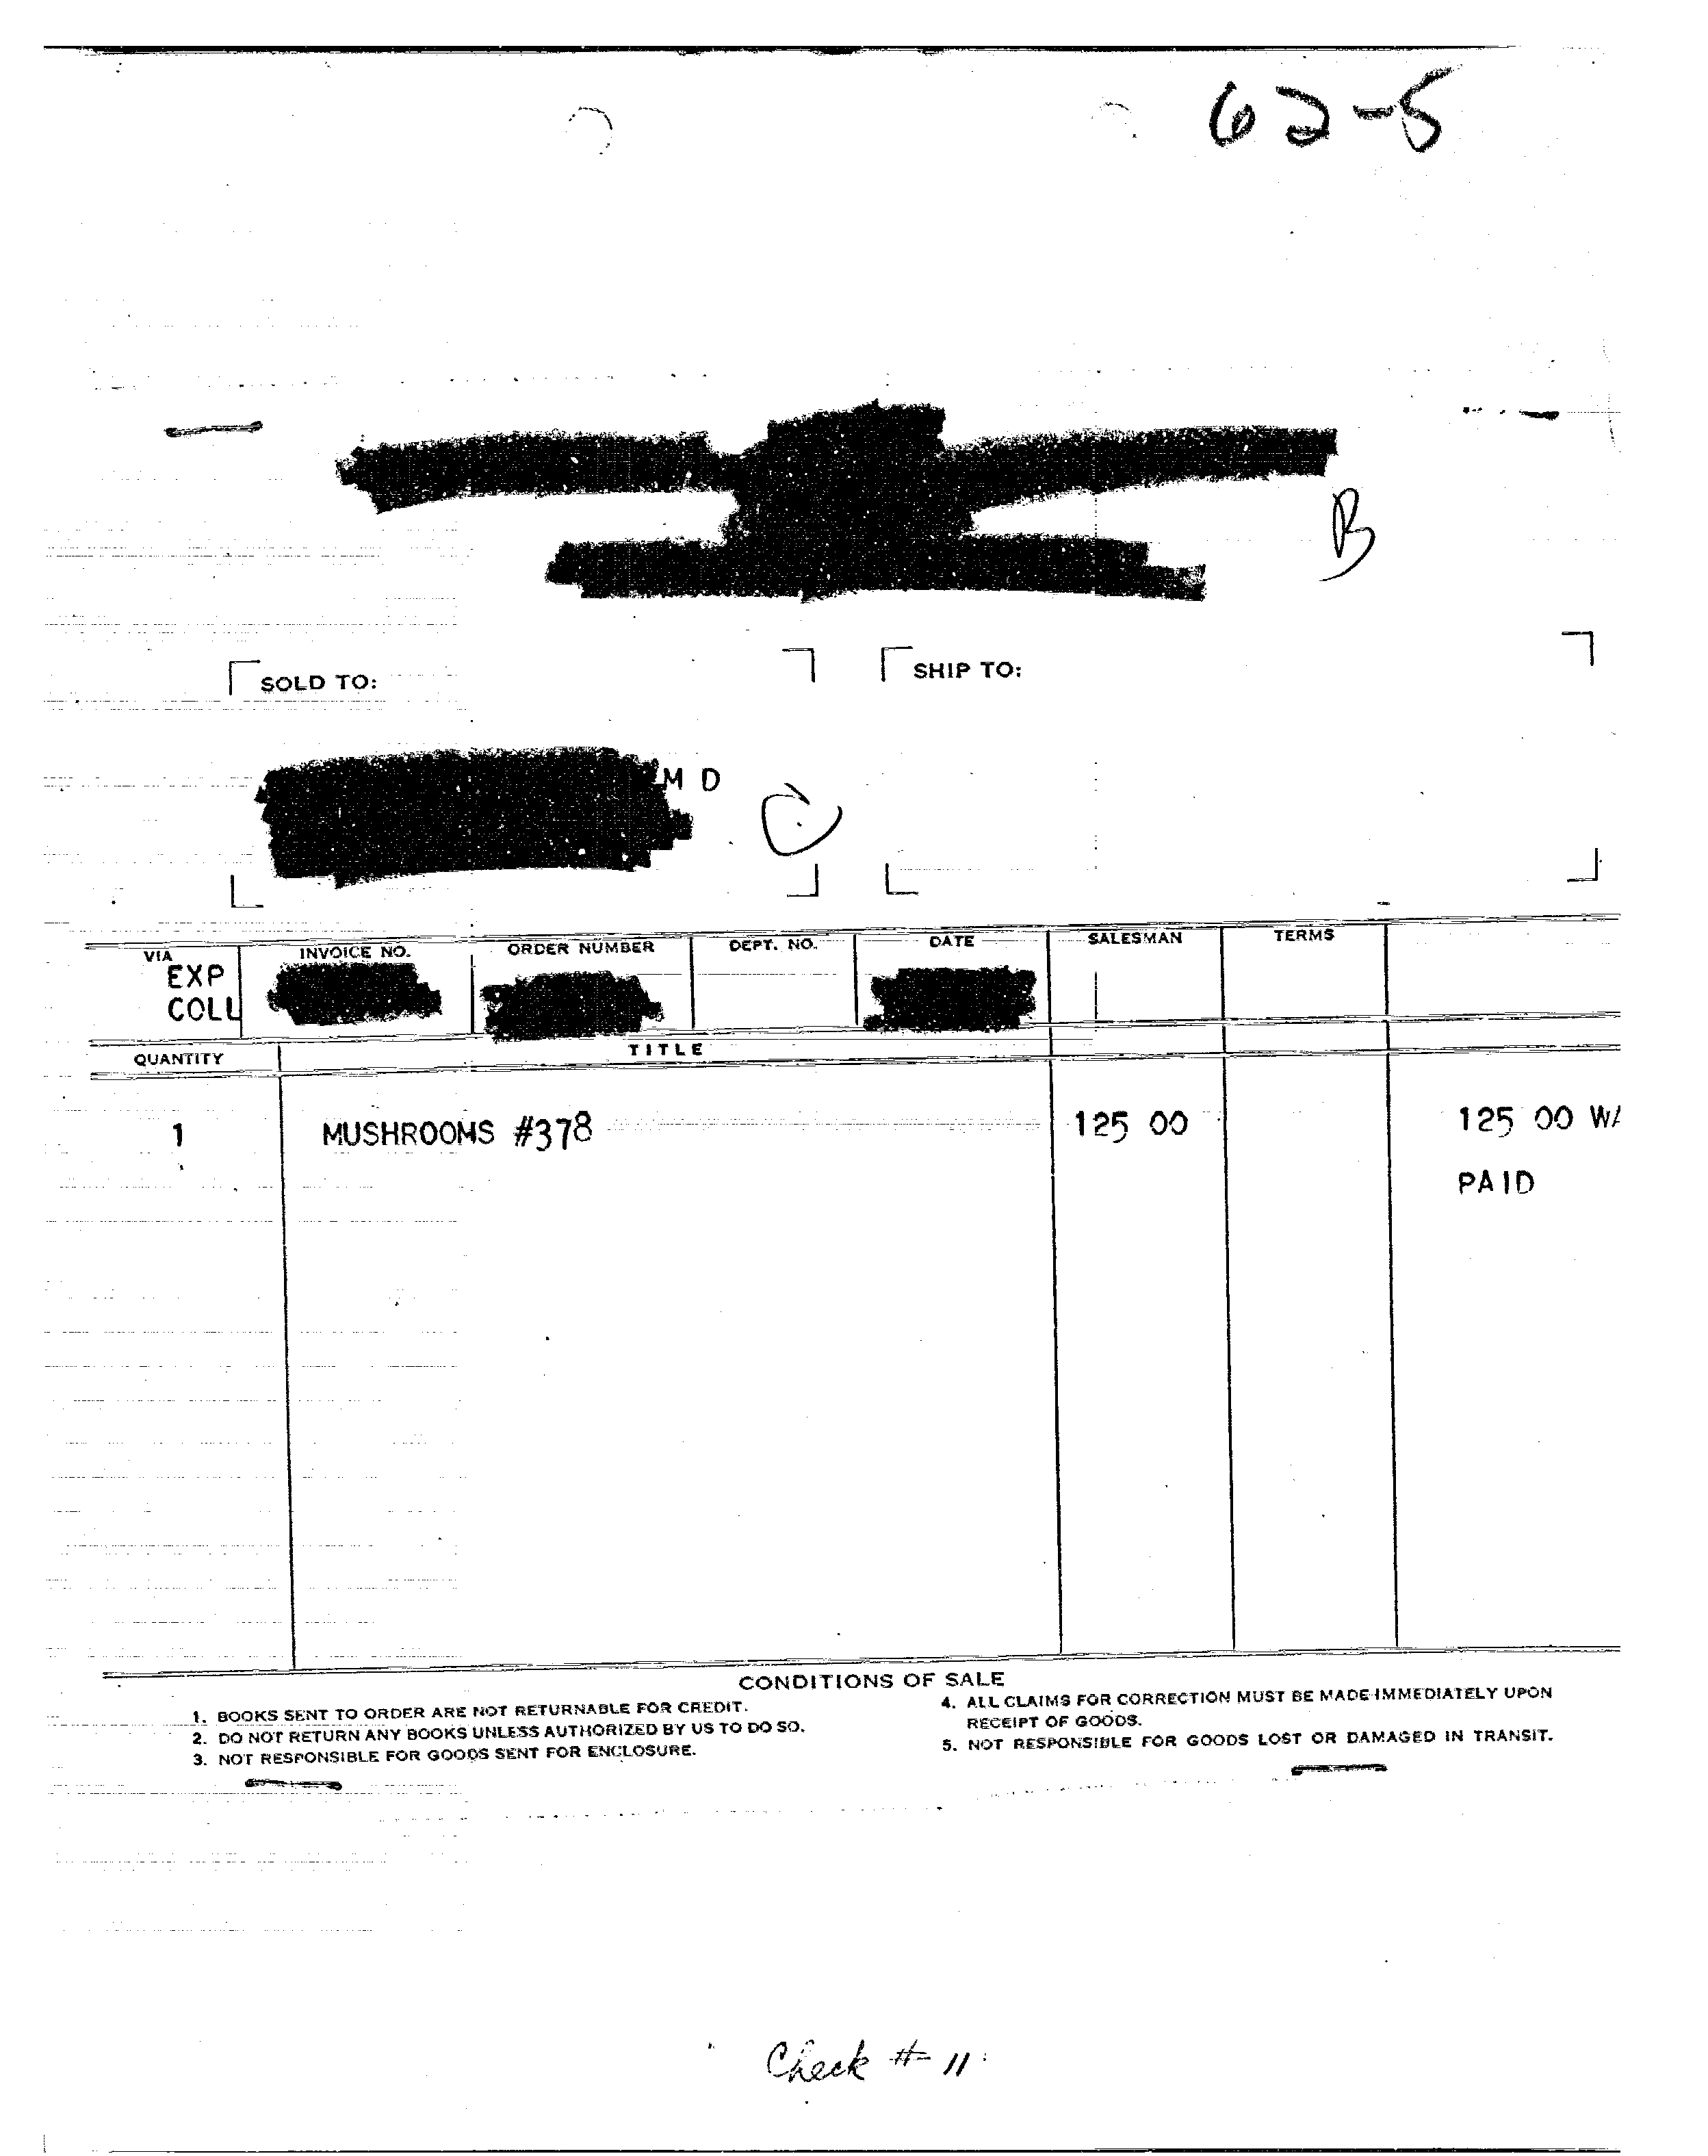 62-5
B
SOLD TO:
SHIP TO:
M D
C
VIA INVOICE NO. ORDER NUMBER DEPT. NO. DATE SALESMAN TERMS
EXP
COLL
QUANTITY TITLE
1 MUSHROOMS #378 125 00 125 00 WA
PAID
CONDITIONS OF SALE
1. BOOKS SENT TO ORDER ARE NOT RETURNABLE FOR CREDIT.
2. DO NOT RETURN ANY BOOKS UNLESS AUTHORIZED BY US TO DO SO.
3. NOT RESPONSIBLE FOR GOODS SENT FOR ENCLOSURE.
4. ALL CLAIMS FOR CORRECTION MUST BE MADE IMMEDIATELY UPON
RECEIPT OF GOODS.
5. NOT RESPONSIBLE FOR GOODS LOST OR DAMAGED IN TRANSIT.
Check # 11